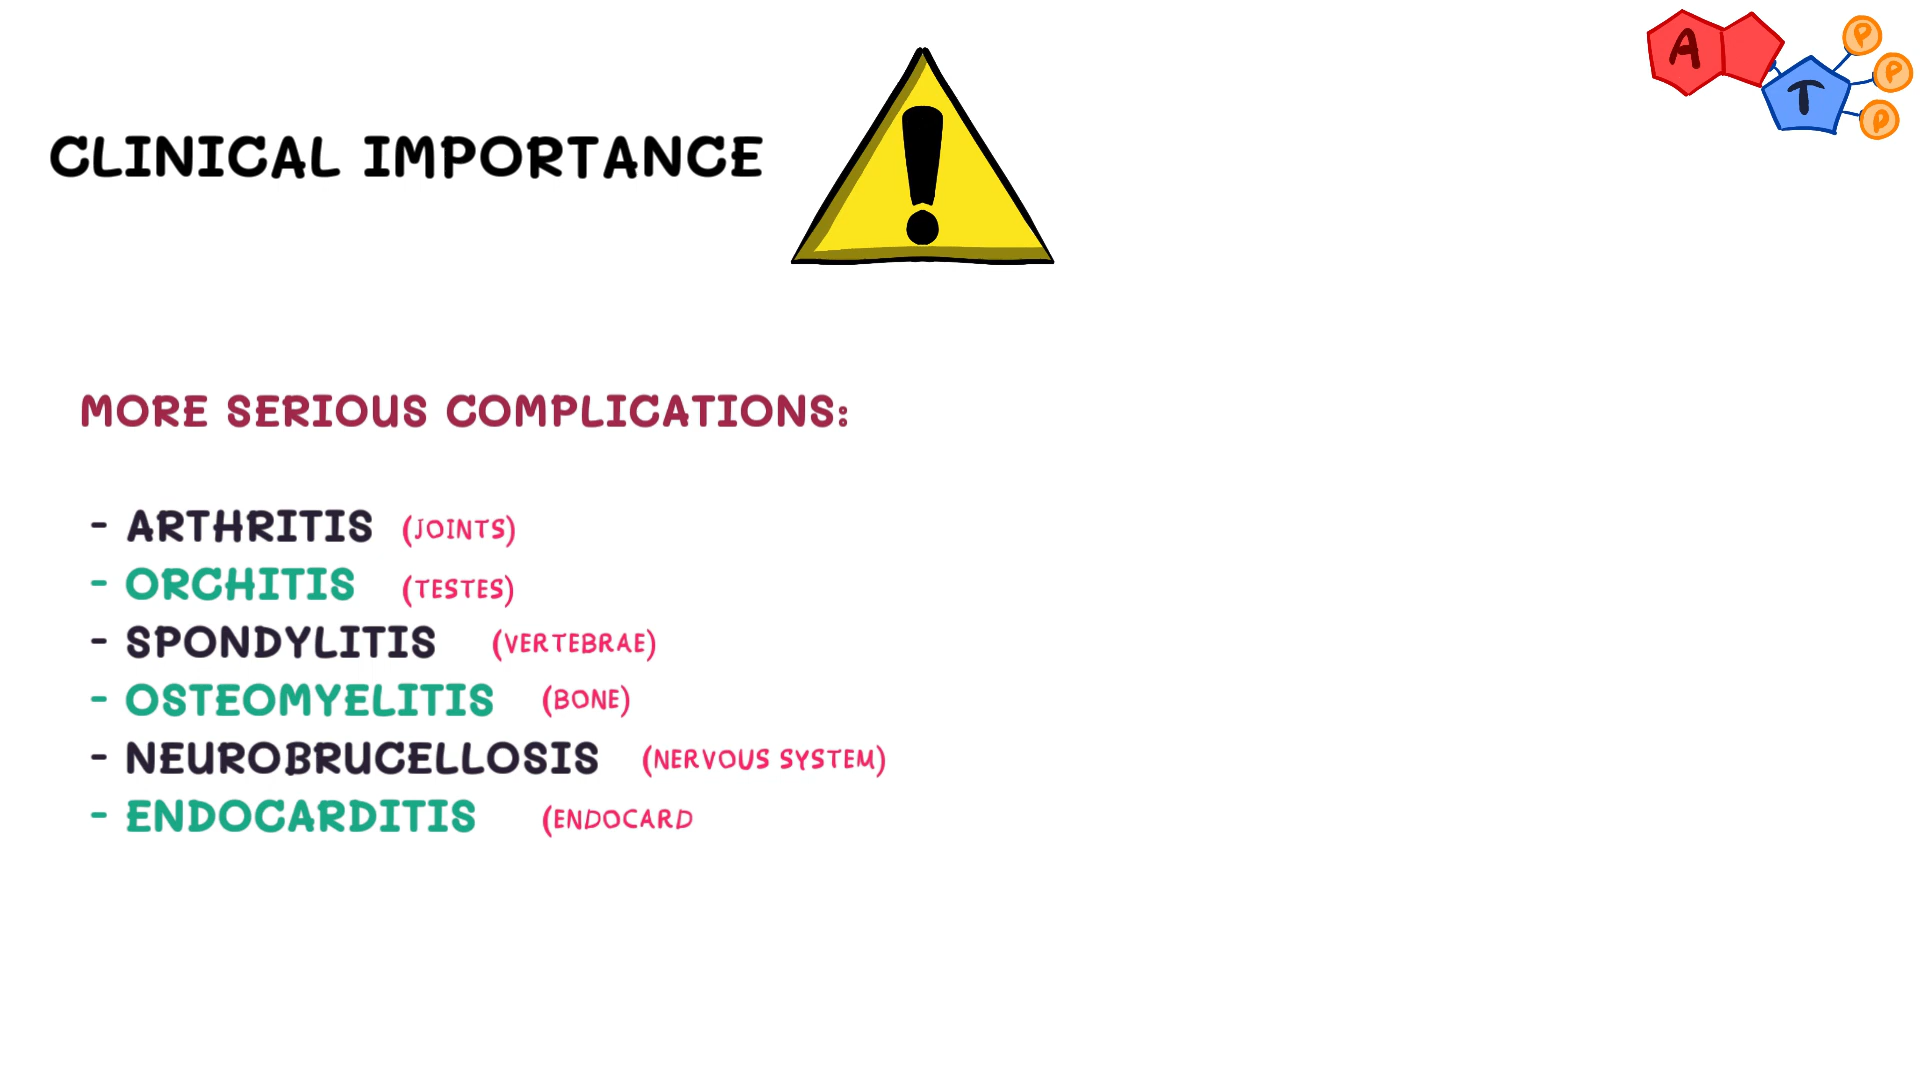 A
T
P
P
P
CLINICAL IMPORTANCE
MORE SERIOUS COMPLICATIONS:
- ARTHRITIS (JOINTS)
- ORCHITIS (TESTES)
- SPONDYLITIS (VERTEBRAE)
- OSTEOMYELITIS (BONE)
- NEUROBRUCELLOSIS (NERVOUS SYSTEM)
- ENDOCARDITIS (ENDOCARD